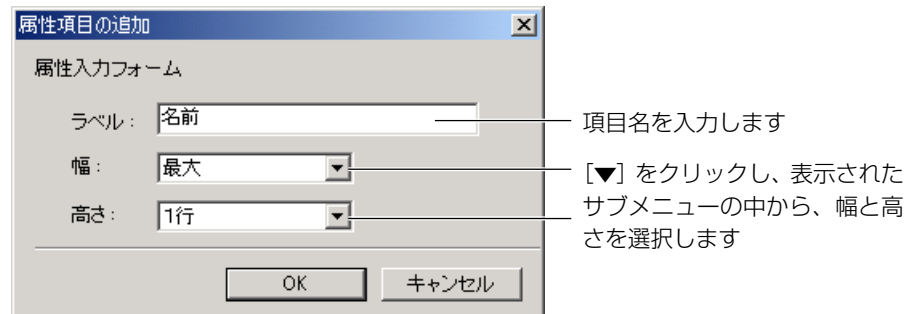 属性項目の追加
属性入力フォーム
ラベル： 名前
項目名を入力します
幅： 最大
高さ： 1行
［▼］をクリックし、表示された
サブメニューの中から、幅と高
さを選択します
OK キャンセル